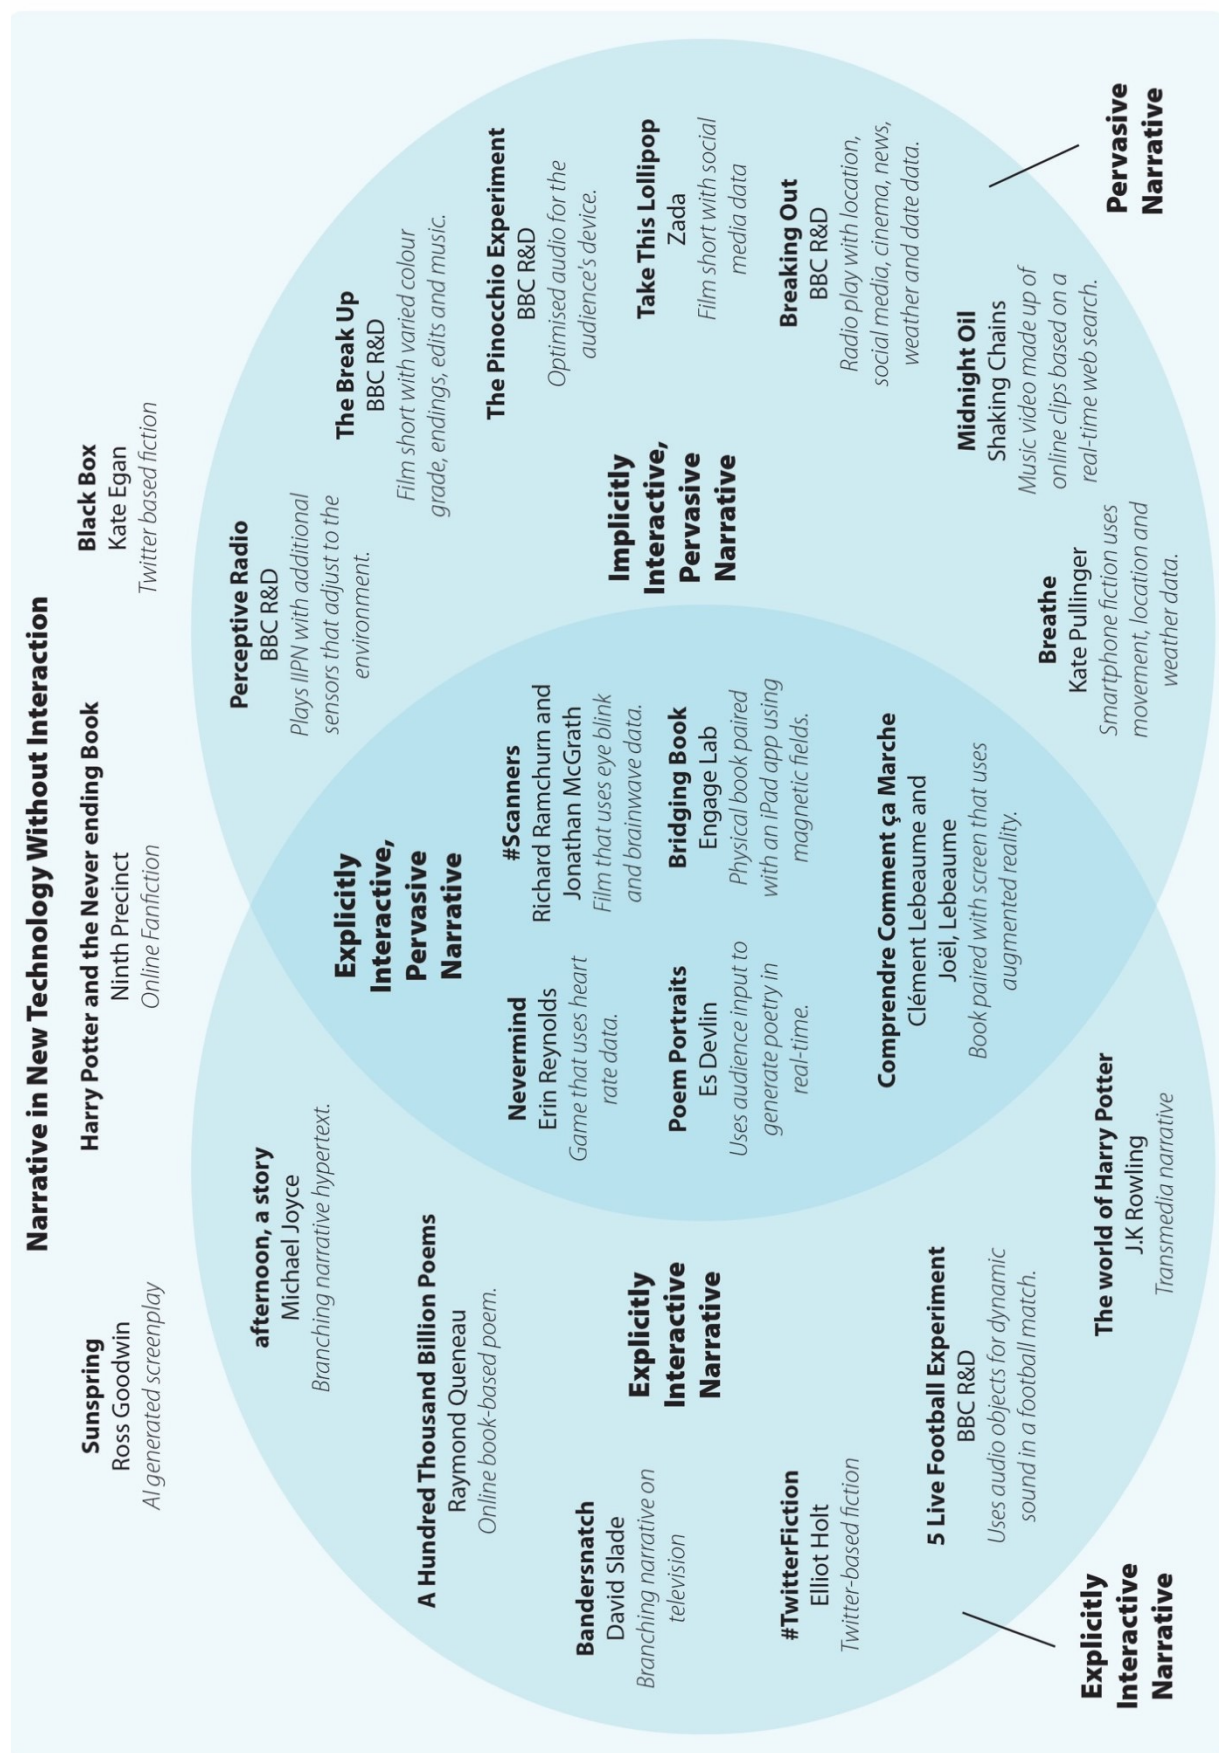 Narrative in New Technology Without Interaction
Sunspring
Ross Goodwin
AI generated screenplay
Harry Potter and the Never ending Book
Ninth Precinct
Online Fanfiction
Black Box
Kate Egan
Twitter based fiction
afternoon, a story
Michael Joyce
Branching narrative hypertext.
A Hundred Thousand Billion Poems
Raymond Queneau
Online book-based poem.
Bandersnatch
David Slade
Branching narrative on
television
Explicitly
Interactive
Narrative
#TwitterFiction
Elliot Holt
Twitter-based fiction
5 Live Football Experiment
BBC R&D
Uses audio objects for dynamic
sound in a football match.
The world of Harry Potter
J.K Rowling
Transmedia narrative
Explicitly
Interactive
Narrative
Explicitly
Interactive,
Pervasive
Narrative
Nevermind
Erin Reynolds
Game that uses heart
rate data.
#Scanners
Richard Ramchurn and
Jonathan McGrath
Film that uses eye blink
and brainwave data.
Poem Portraits
Es Devlin
Uses audience input to
generate poetry in
real-time.
Bridging Book
Engage Lab
Physical book paired
with an iPad app using
magnetic fields.
Comprendre Comment ça Marche
Clément Lebeaume and
Joël, Lebeaume
Book paired with screen that uses
augmented reality.
Perceptive Radio
BBC R&D
Plays IIPN with additional
sensors that adjust to the
environment.
The Break Up
BBC R&D
Film short with varied colour
grade, endings, edits and music.
The Pinocchio Experiment
BBC R&D
Optimised audio for the
audience's device.
Implicitly
Interactive,
Pervasive
Narrative
Take This Lollipop
Zada
Film short with social
media data
Breaking Out
BBC R&D
Radio play with location,
social media, cinema, news,
weather and date data.
Midnight Oil
Shaking Chains
Music video made up of
online clips based on a
real-time web search.
Breathe
Kate Pullinger
Smartphone fiction uses
movement, location and
weather data.
Pervasive
Narrative